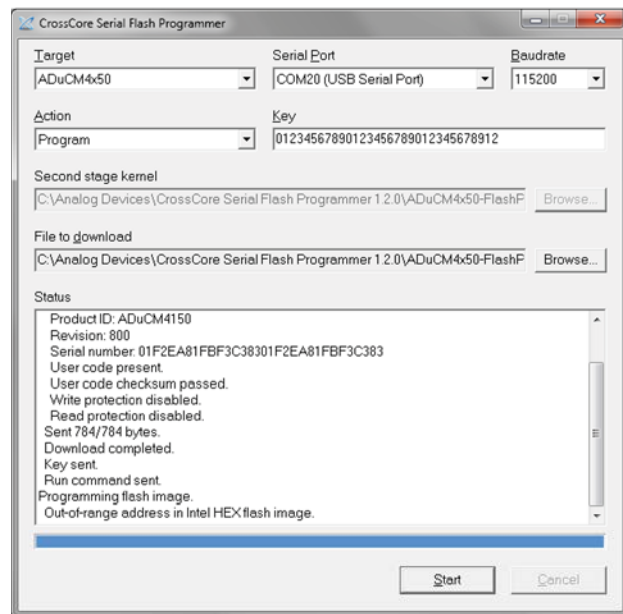 CrossCore Serial Flash Programmer
Target Serial Port Baudrate
ADuCM4x50 COM20 (USB Serial Port) 115200
Action Key
Program 01234567890123456789012345678912
Second stage kernel
C:\Analog Devices\CrossCore Serial Flash Programmer 1.2.0\ADuCM4x50-FlashP Browse...
File to download
C:\Analog Devices\CrossCore Serial Flash Programmer 1.2.0\ADuCM4x50-FlashP Browse...
Status
Product ID: ADuCM4150
Revision: 800
Serial number: 01F2EA81FBF3C38301F2EA81FBF3C383
User code present.
User code checksum passed.
Write protection disabled.
Read protection disabled.
Sent 784/784 bytes.
Download completed.
Key sent.
Run command sent.
Programming flash image.
Out-of-range address in Intel HEX flash image.
Start Cancel